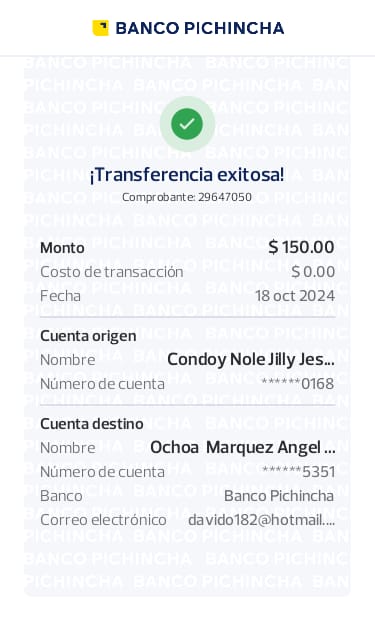 BANCO PICHINCHA
¡Transferencia exitosa!
Comprobante: 29647050
Monto $ 150.00
Costo de transacción $ 0.00
Fecha 18 oct 2024
Cuenta origen
Nombre Condoy Nole Jilly Jes...
Número de cuenta ******0168
Cuenta destino
Nombre Ochoa Marquez Angel ...
Número de cuenta ******5351
Banco Banco Pichincha
Correo electrónico davido182@hotmail....